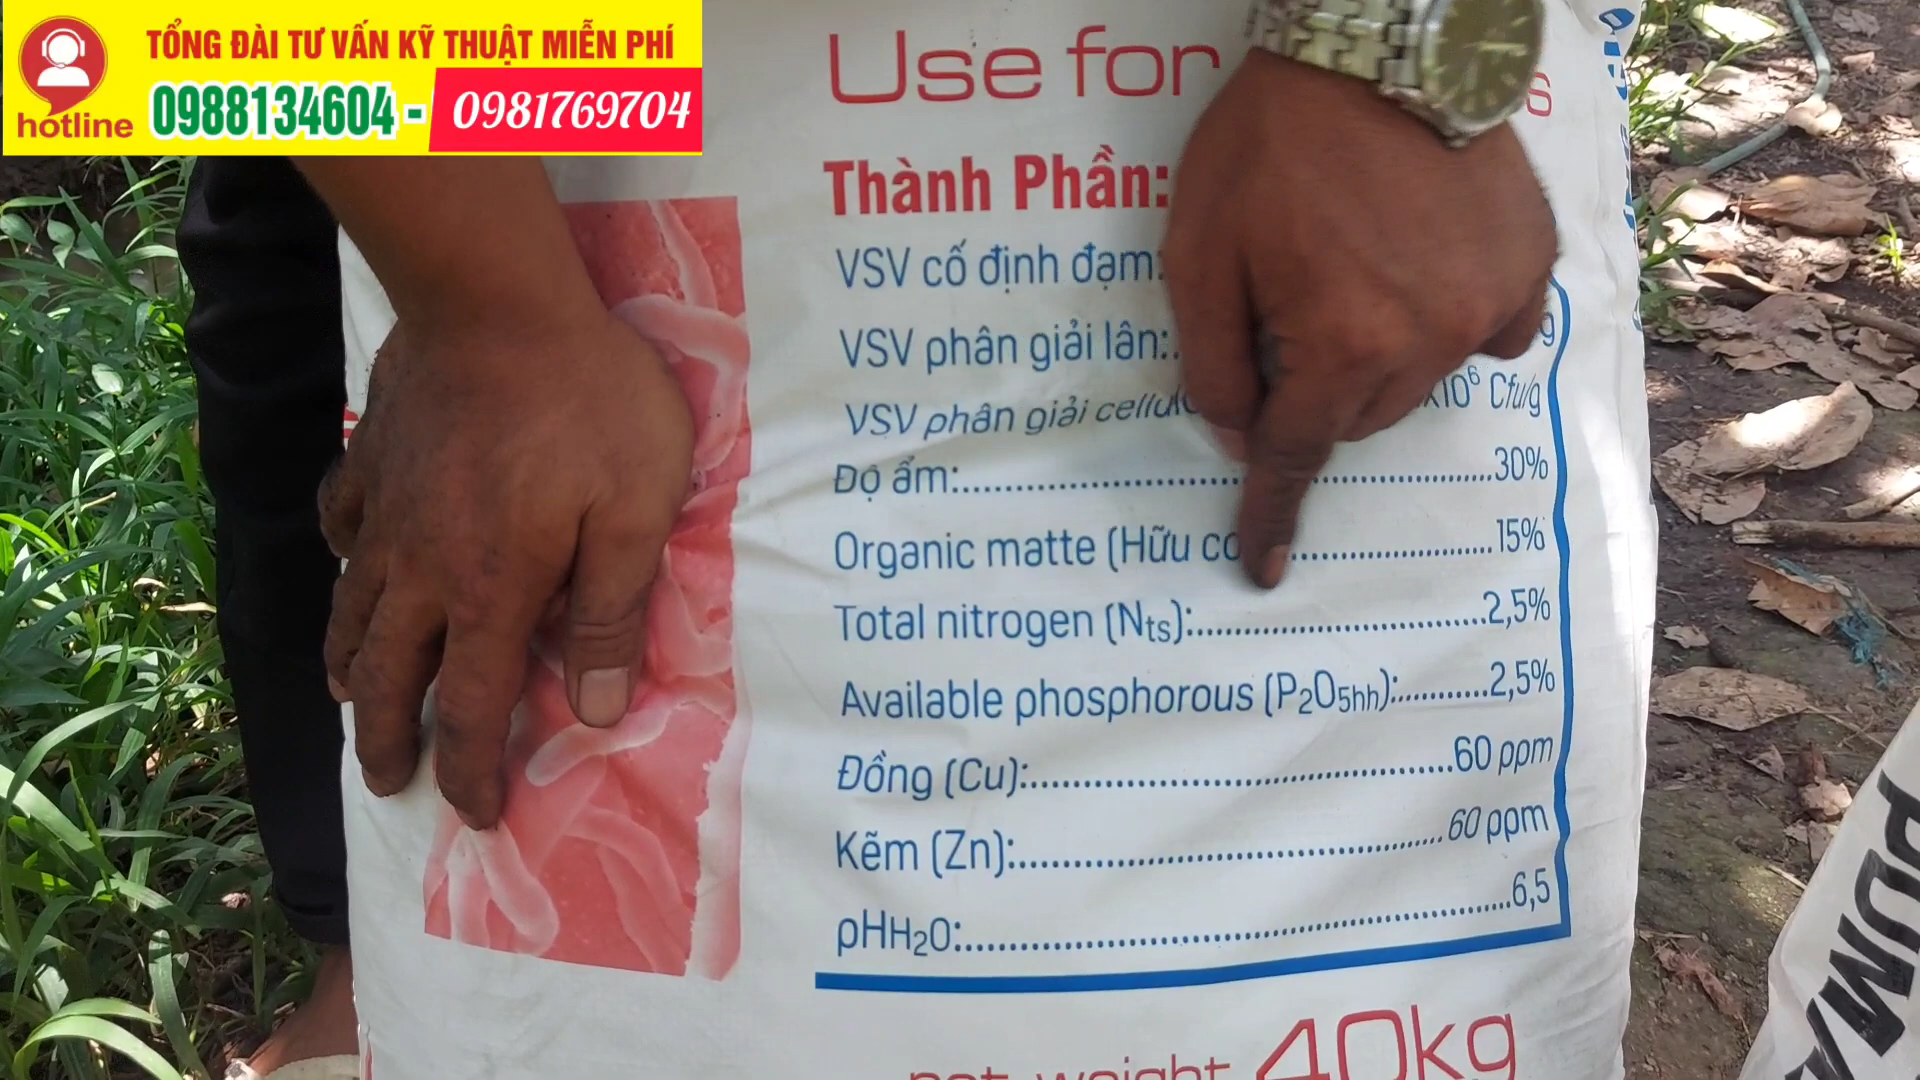 TỔNG ĐÀI TƯ VẤN KỸ THUẬT MIỄN PHÍ
0988134604 - 0981769704
hotline
Use for
Thành Phần:
VSV cố định đạm:
VSV phân giải lân:
VSV phân giải 10⁶ Cfu/g
Độ ẩm:..........30%
Organic matte (Hữu cơ..........15%
Total nitrogen (Nts):..........2,5%
Available phosphorous (P₂O₅hh):..........2,5%
Đồng (Cu):..........60 ppm
Kẽm (Zn):..........60 ppm
pHH₂O:..........6,5
net weight 40kg